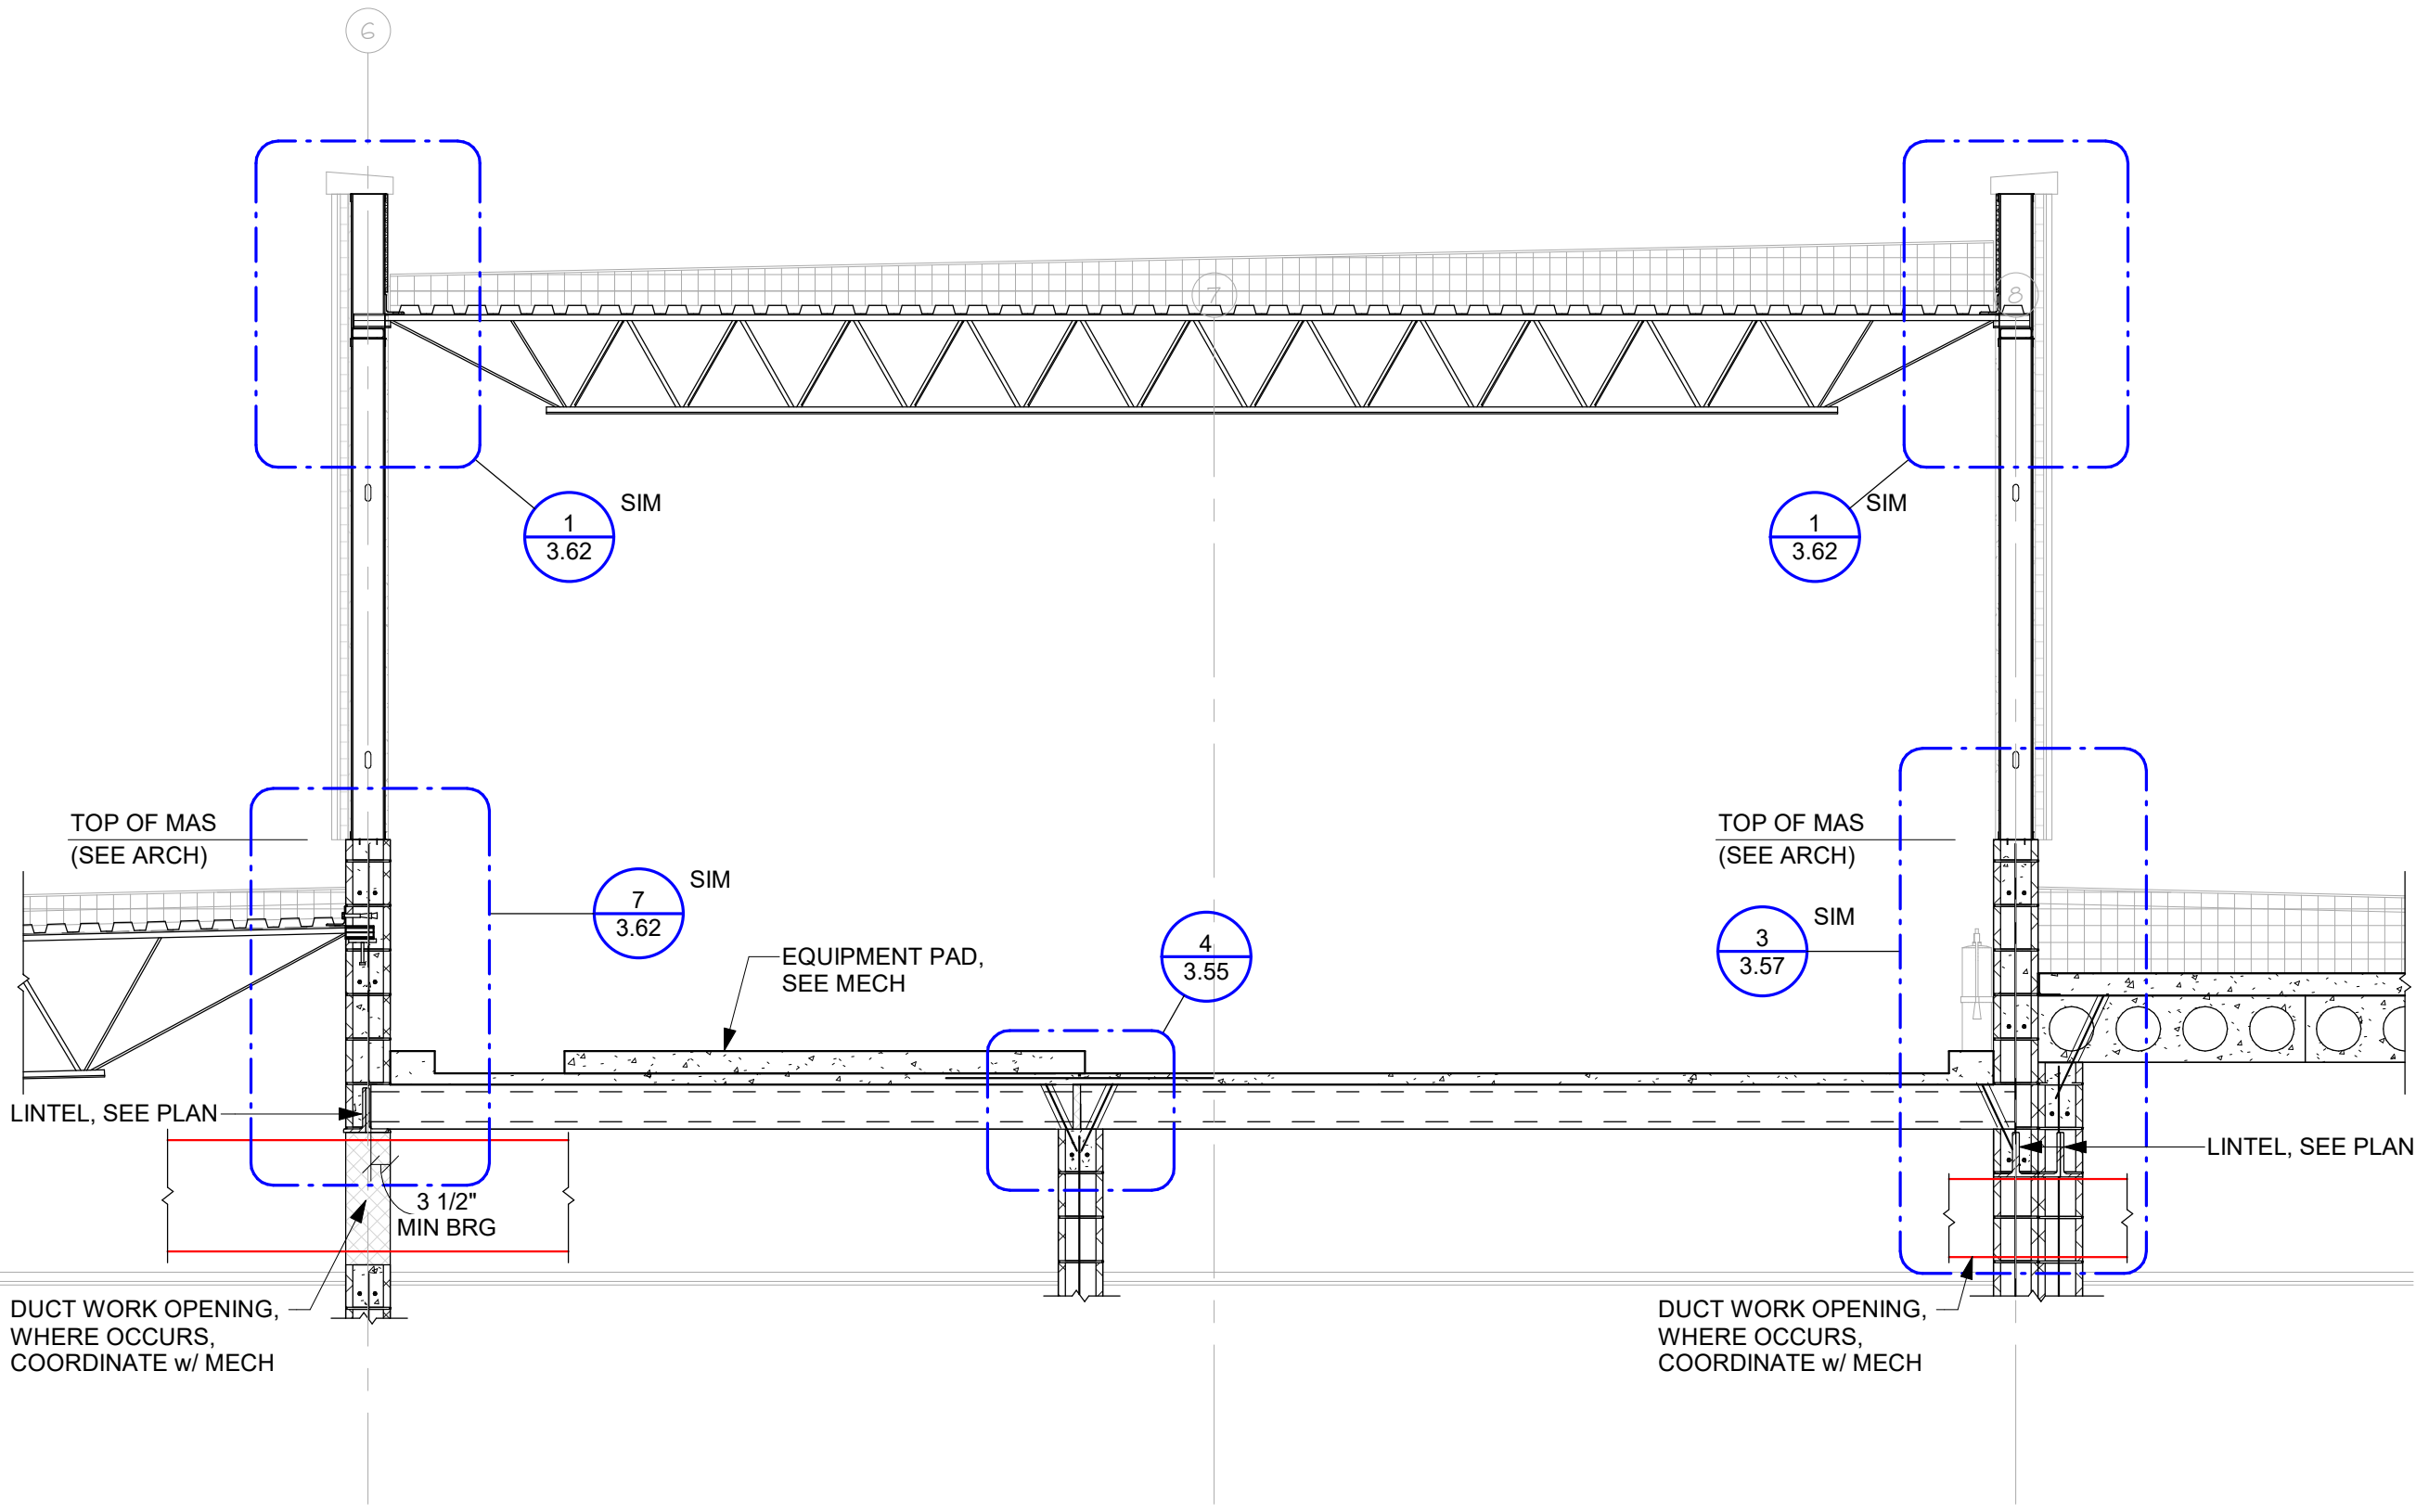 6
7
8
1
3.62
SIM
1
3.62
SIM
TOP OF MAS
(SEE ARCH)
TOP OF MAS
(SEE ARCH)
7
3.62
SIM
EQUIPMENT PAD,
SEE MECH
4
3.55
3
3.57
SIM
LINTEL, SEE PLAN
LINTEL, SEE PLAN
3 1/2"
MIN BRG
DUCT WORK OPENING,
WHERE OCCURS,
COORDINATE w/ MECH
DUCT WORK OPENING,
WHERE OCCURS,
COORDINATE w/ MECH